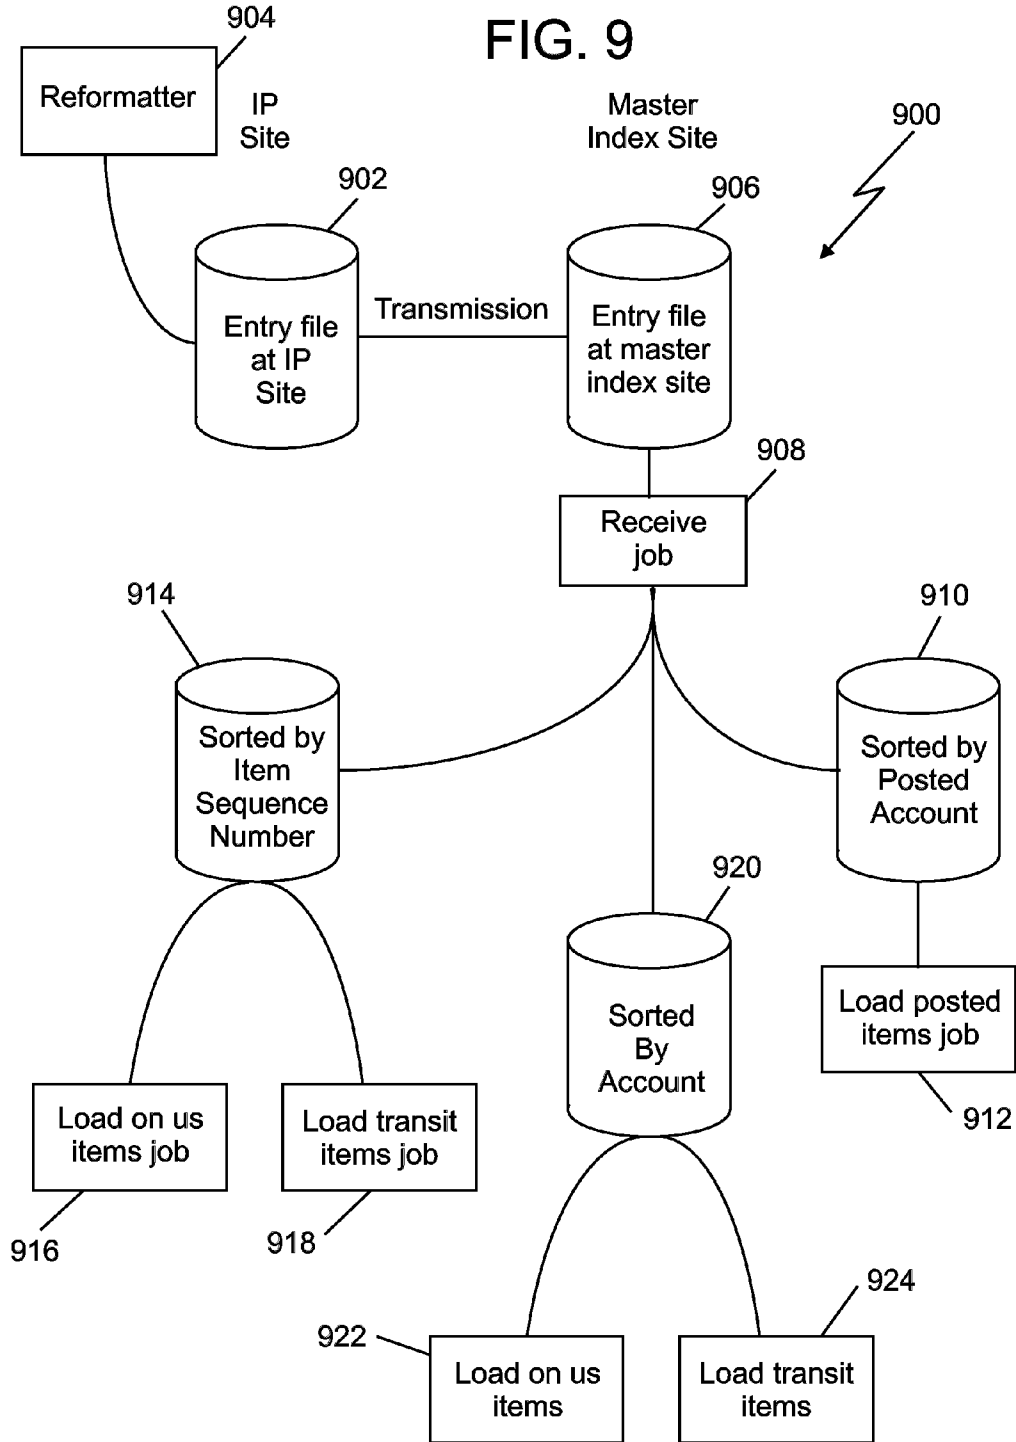 FIG. 9
904
Reformatter
IP
Site
Master
Index Site
900
902
906
Entry file
at IP
Site
Transmission
Entry file
at master
index site
908
Receive
job
914
910
Sorted by
Item
Sequence
Number
Sorted by
Posted
Account
920
Sorted
By
Account
Load posted
items job
912
Load on us
items job
Load transit
items job
916
918
922
924
Load on us
items
Load transit
items